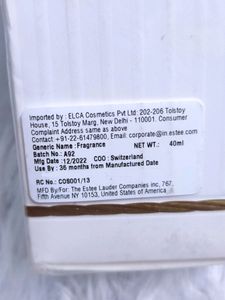 Imported by : ELCA Cosmetics Pvt Ltd: 202-206 Tolstoy
House, 15 Tolstoy Marg, New Delhi - 110001. Consumer
Complaint Address same as above
Contact +91-22-61479800, Email: corporate@in.estee.com
Generic Name: Fragrance NET WT.: 40ml
Batch No.: A92
Mfg. : 12/2022 COO : Switzerland
Use By : 36 months from Manufactured Date
RC No.: COS001/13
MFD By/For: The Estee Lauder Companies inc, 767,
Fifth Avenue NY 10153, United States of America